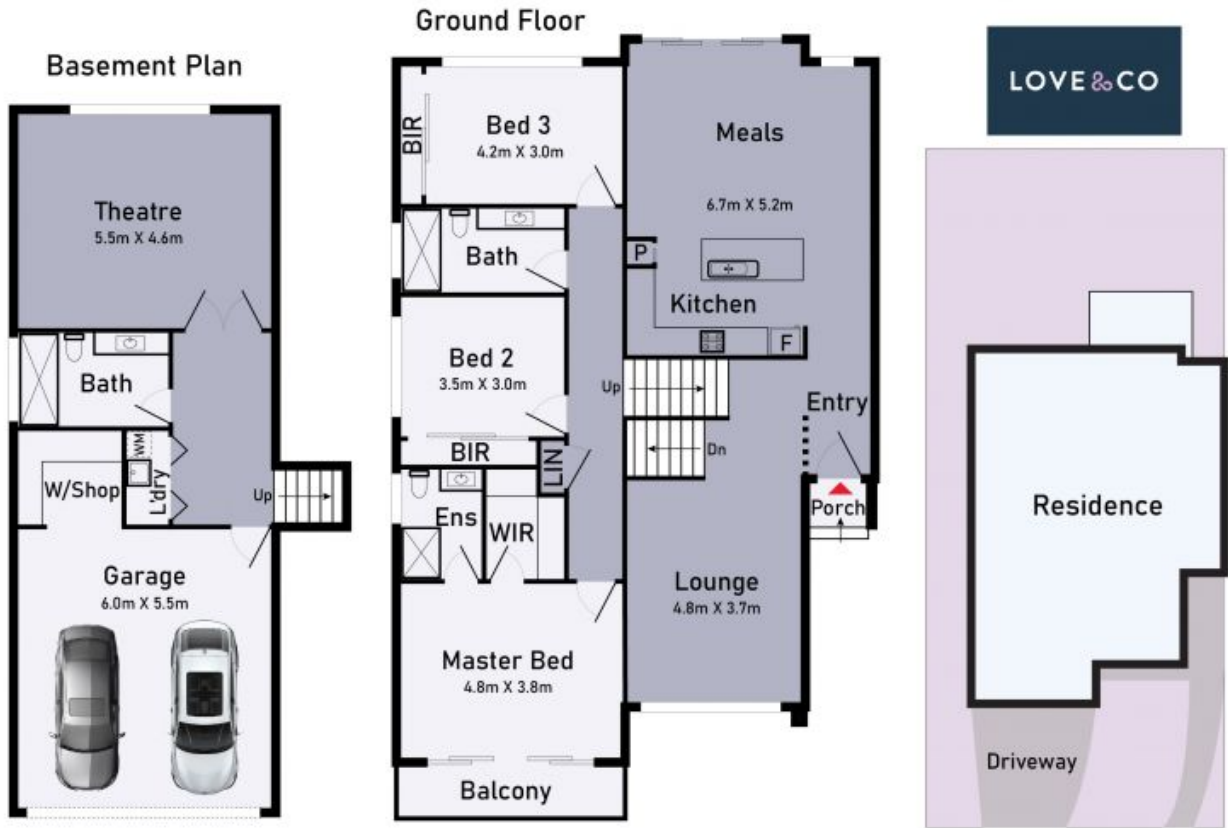 Ground Floor
Basement Plan
LOVE & CO
Theatre
5.5m X 4.6m
Bath
W/Shop
WM
L'dry
Up
Garage
6.0m X 5.5m
BIR
Bed 3
4.2m X 3.0m
Meals
6.7m X 5.2m
Bath
P
Kitchen
F
Bed 2
3.5m X 3.0m
Up
Entry
BIR
LIN
Dn
Ens
WIR
Porch
Lounge
4.8m X 3.7m
Master Bed
4.8m X 3.8m
Balcony
Residence
Driveway